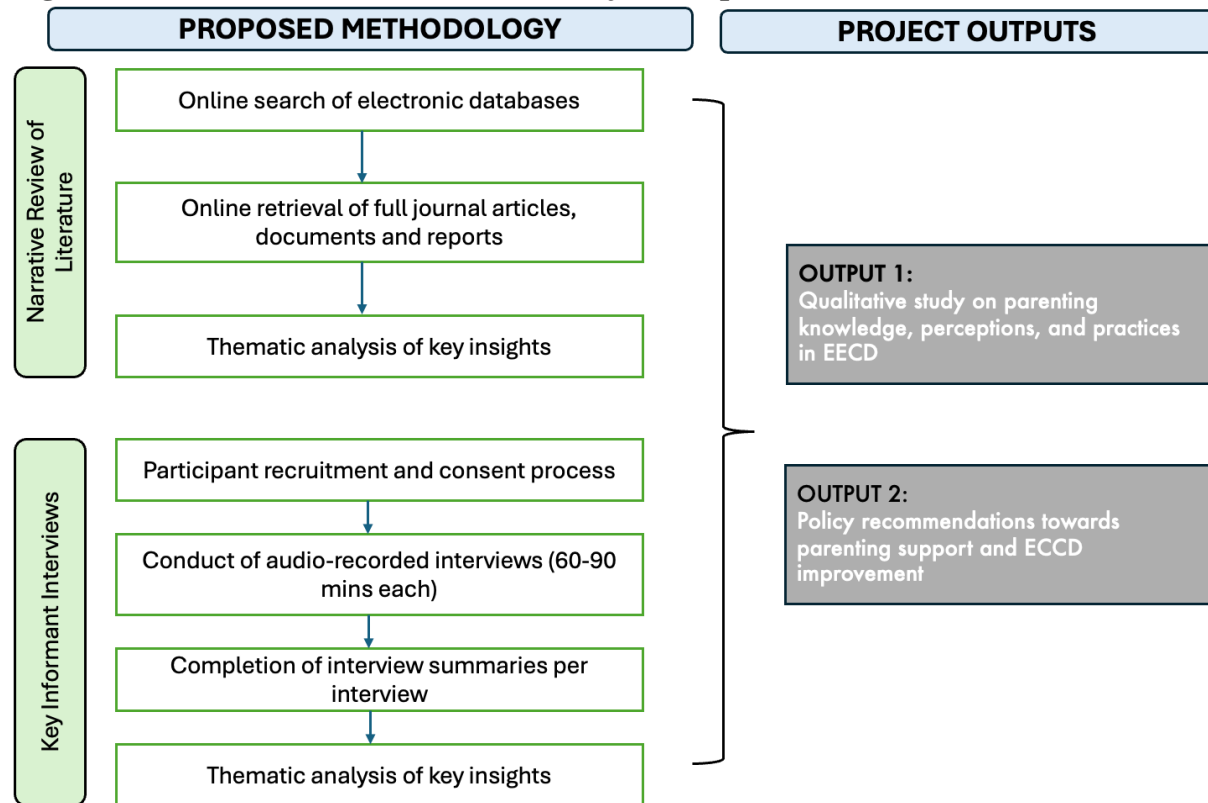 PROPOSED METHODOLOGY
PROJECT OUTPUTS
Narrative Review of
Literature
Online search of electronic databases
Online retrieval of full journal articles,
documents and reports
Thematic analysis of key insights
Key Informant Interviews
Participant recruitment and consent process
Conduct of audio-recorded interviews (60-90
mins each)
Completion of interview summaries per
interview
Thematic analysis of key insights
OUTPUT 1:
Qualitative study on parenting
knowledge, perceptions, and practices
in EECD
OUTPUT 2:
Policy recommendations towards
parenting support and ECCD
improvement